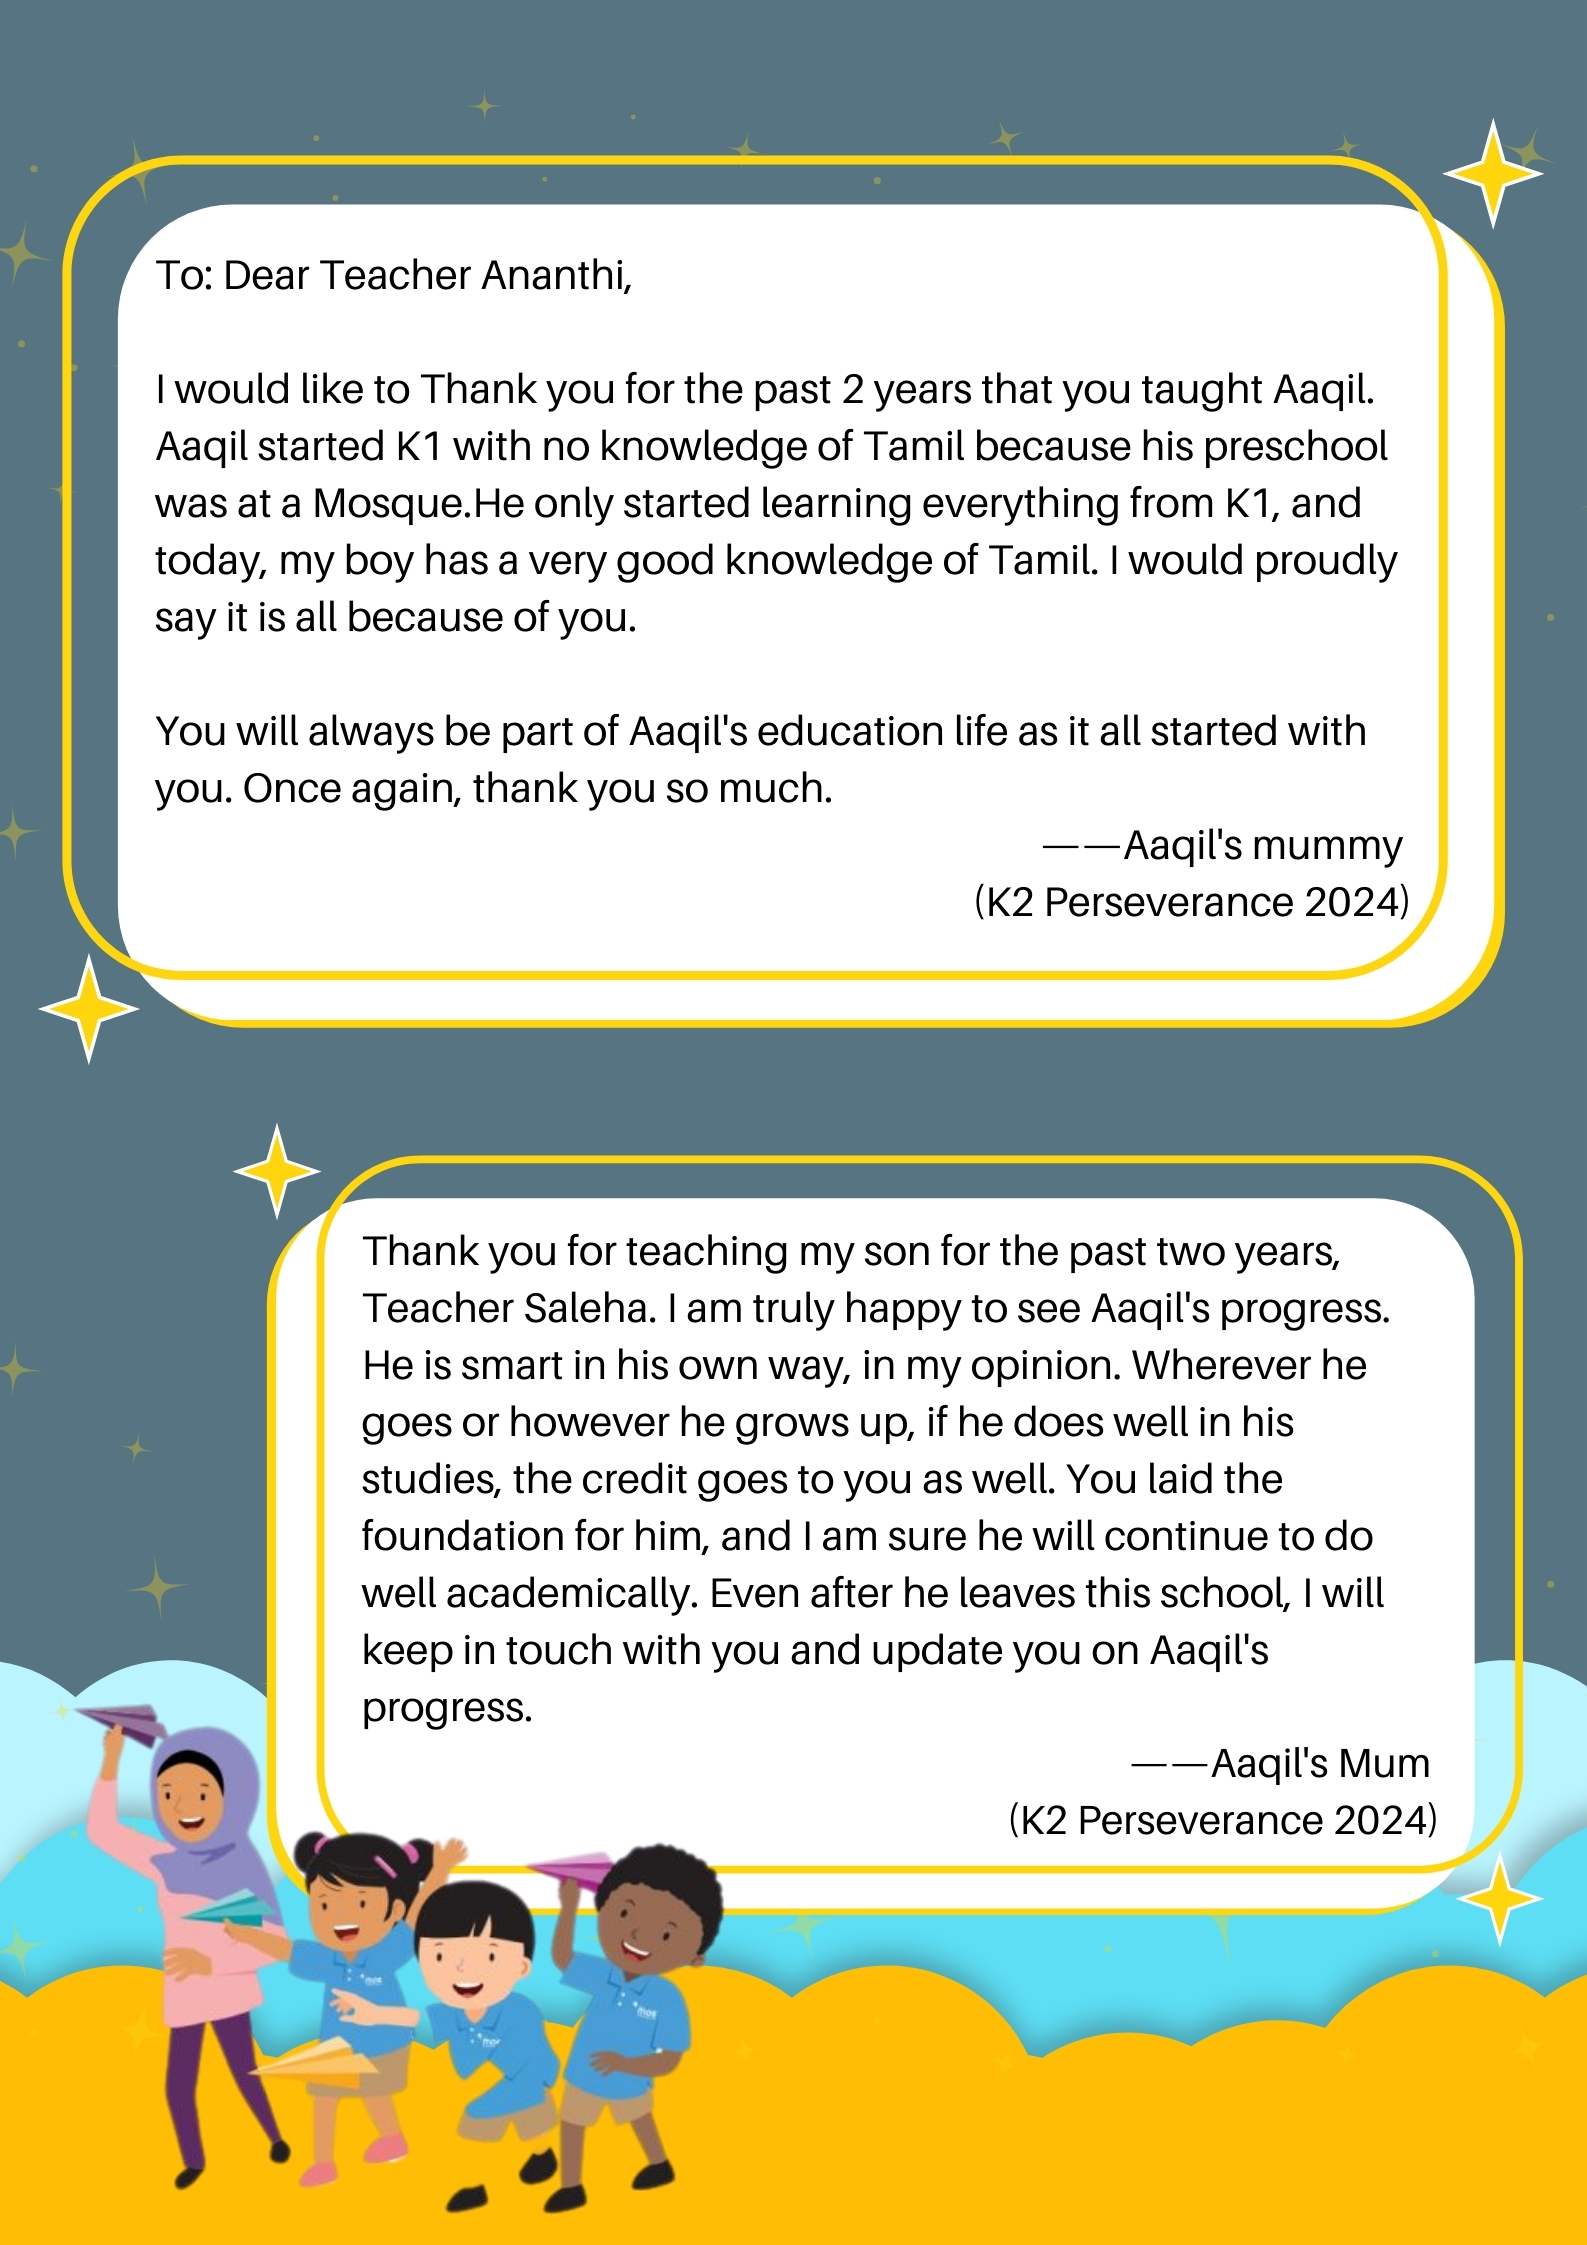 To: Dear Teacher Ananthi,
I would like to Thank you for the past 2 years that you taught Aaqil.
Aaqil started K1 with no knowledge of Tamil because his preschool
was at a Mosque.He only started learning everything from K1, and
today, my boy has a very good knowledge of Tamil. I would proudly
say it is all because of you.
You will always be part of Aaqil's education life as it all started with
you. Once again, thank you so much.
——Aaqil's mummy
(K2 Perseverance 2024)
Thank you for teaching my son for the past two years,
Teacher Saleha. I am truly happy to see Aaqil's progress.
He is smart in his own way, in my opinion. Wherever he
goes or however he grows up, if he does well in his
studies, the credit goes to you as well. You laid the
foundation for him, and I am sure he will continue to do
well academically. Even after he leaves this school, I will
keep in touch with you and update you on Aaqil's
progress.
——Aaqil's Mum
(K2 Perseverance 2024)
moe
moe
moe